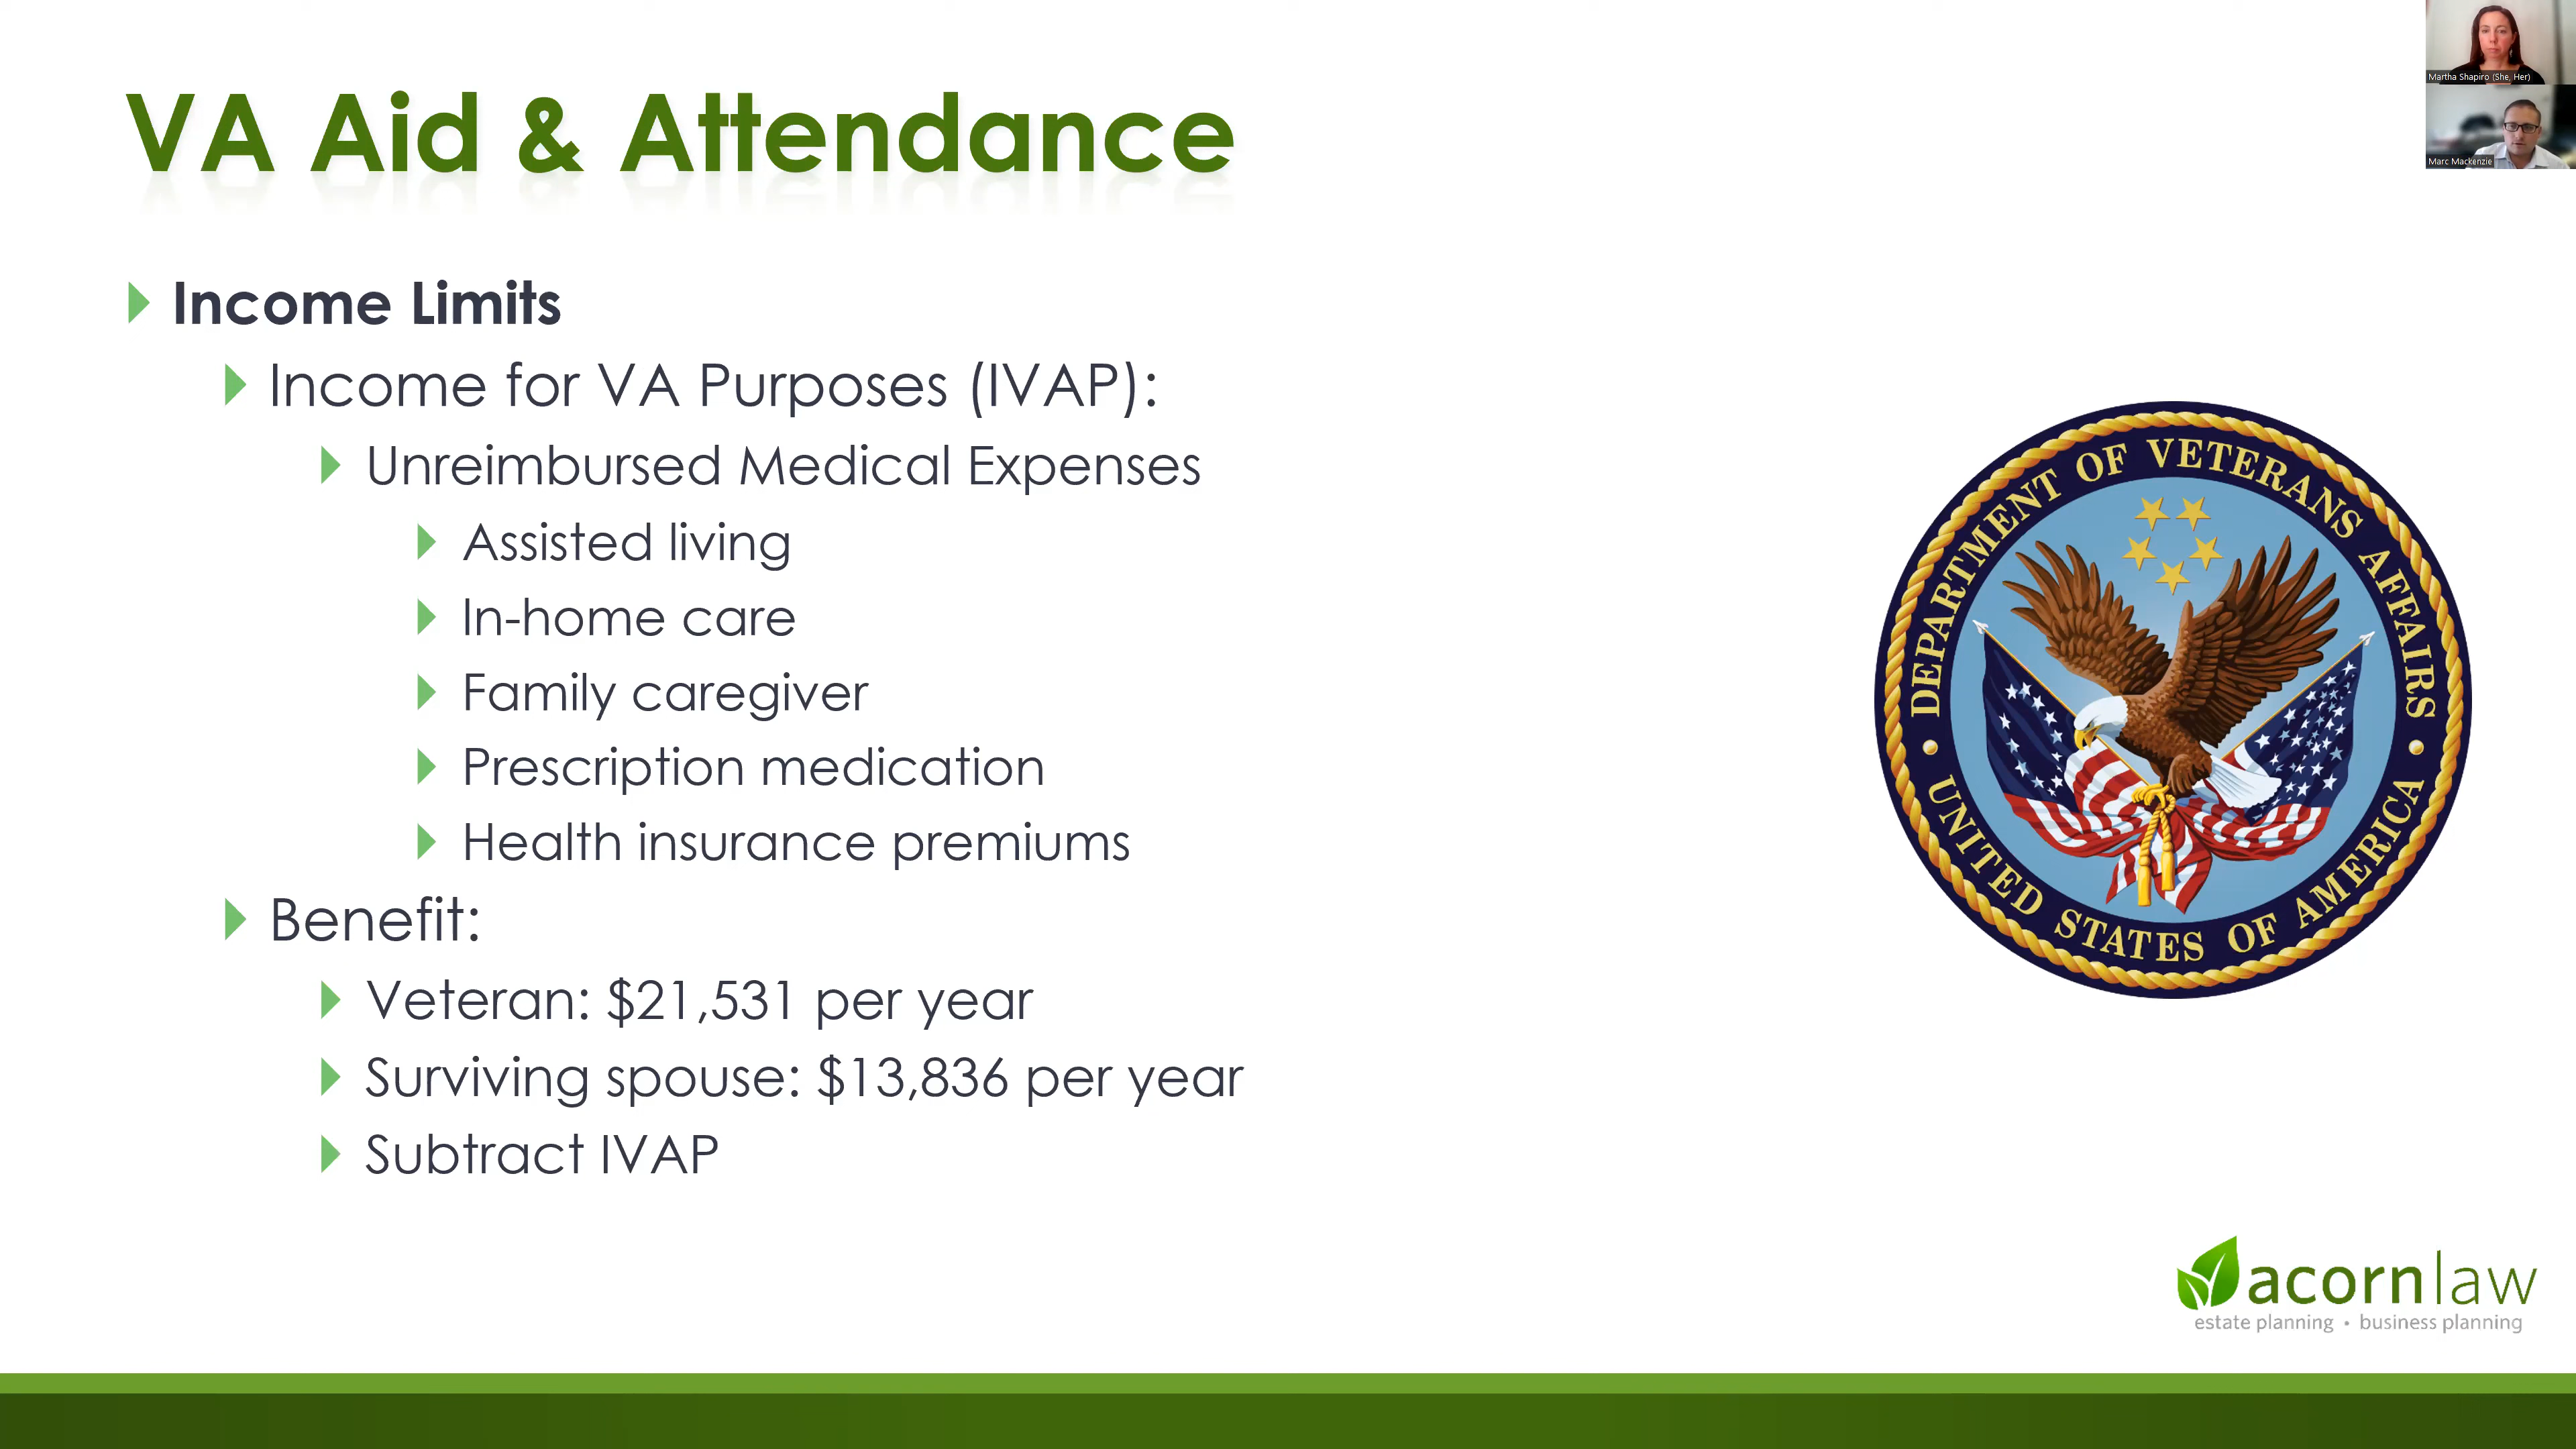 VA Aid & Attendance
Martha Shapiro (She, Her)
Marc Mackenzie
Income Limits
Income for VA Purposes (IVAP):
Unreimbursed Medical Expenses
Assisted living
In-home care
Family caregiver
Prescription medication
Health insurance premiums
Benefit:
Veteran: $21,531 per year
Surviving spouse: $13,836 per year
Subtract IVAP
DEPARTMENT OF VETERANS AFFAIRS
UNITED STATES OF AMERICA
acornlaw
estate planning • business planning